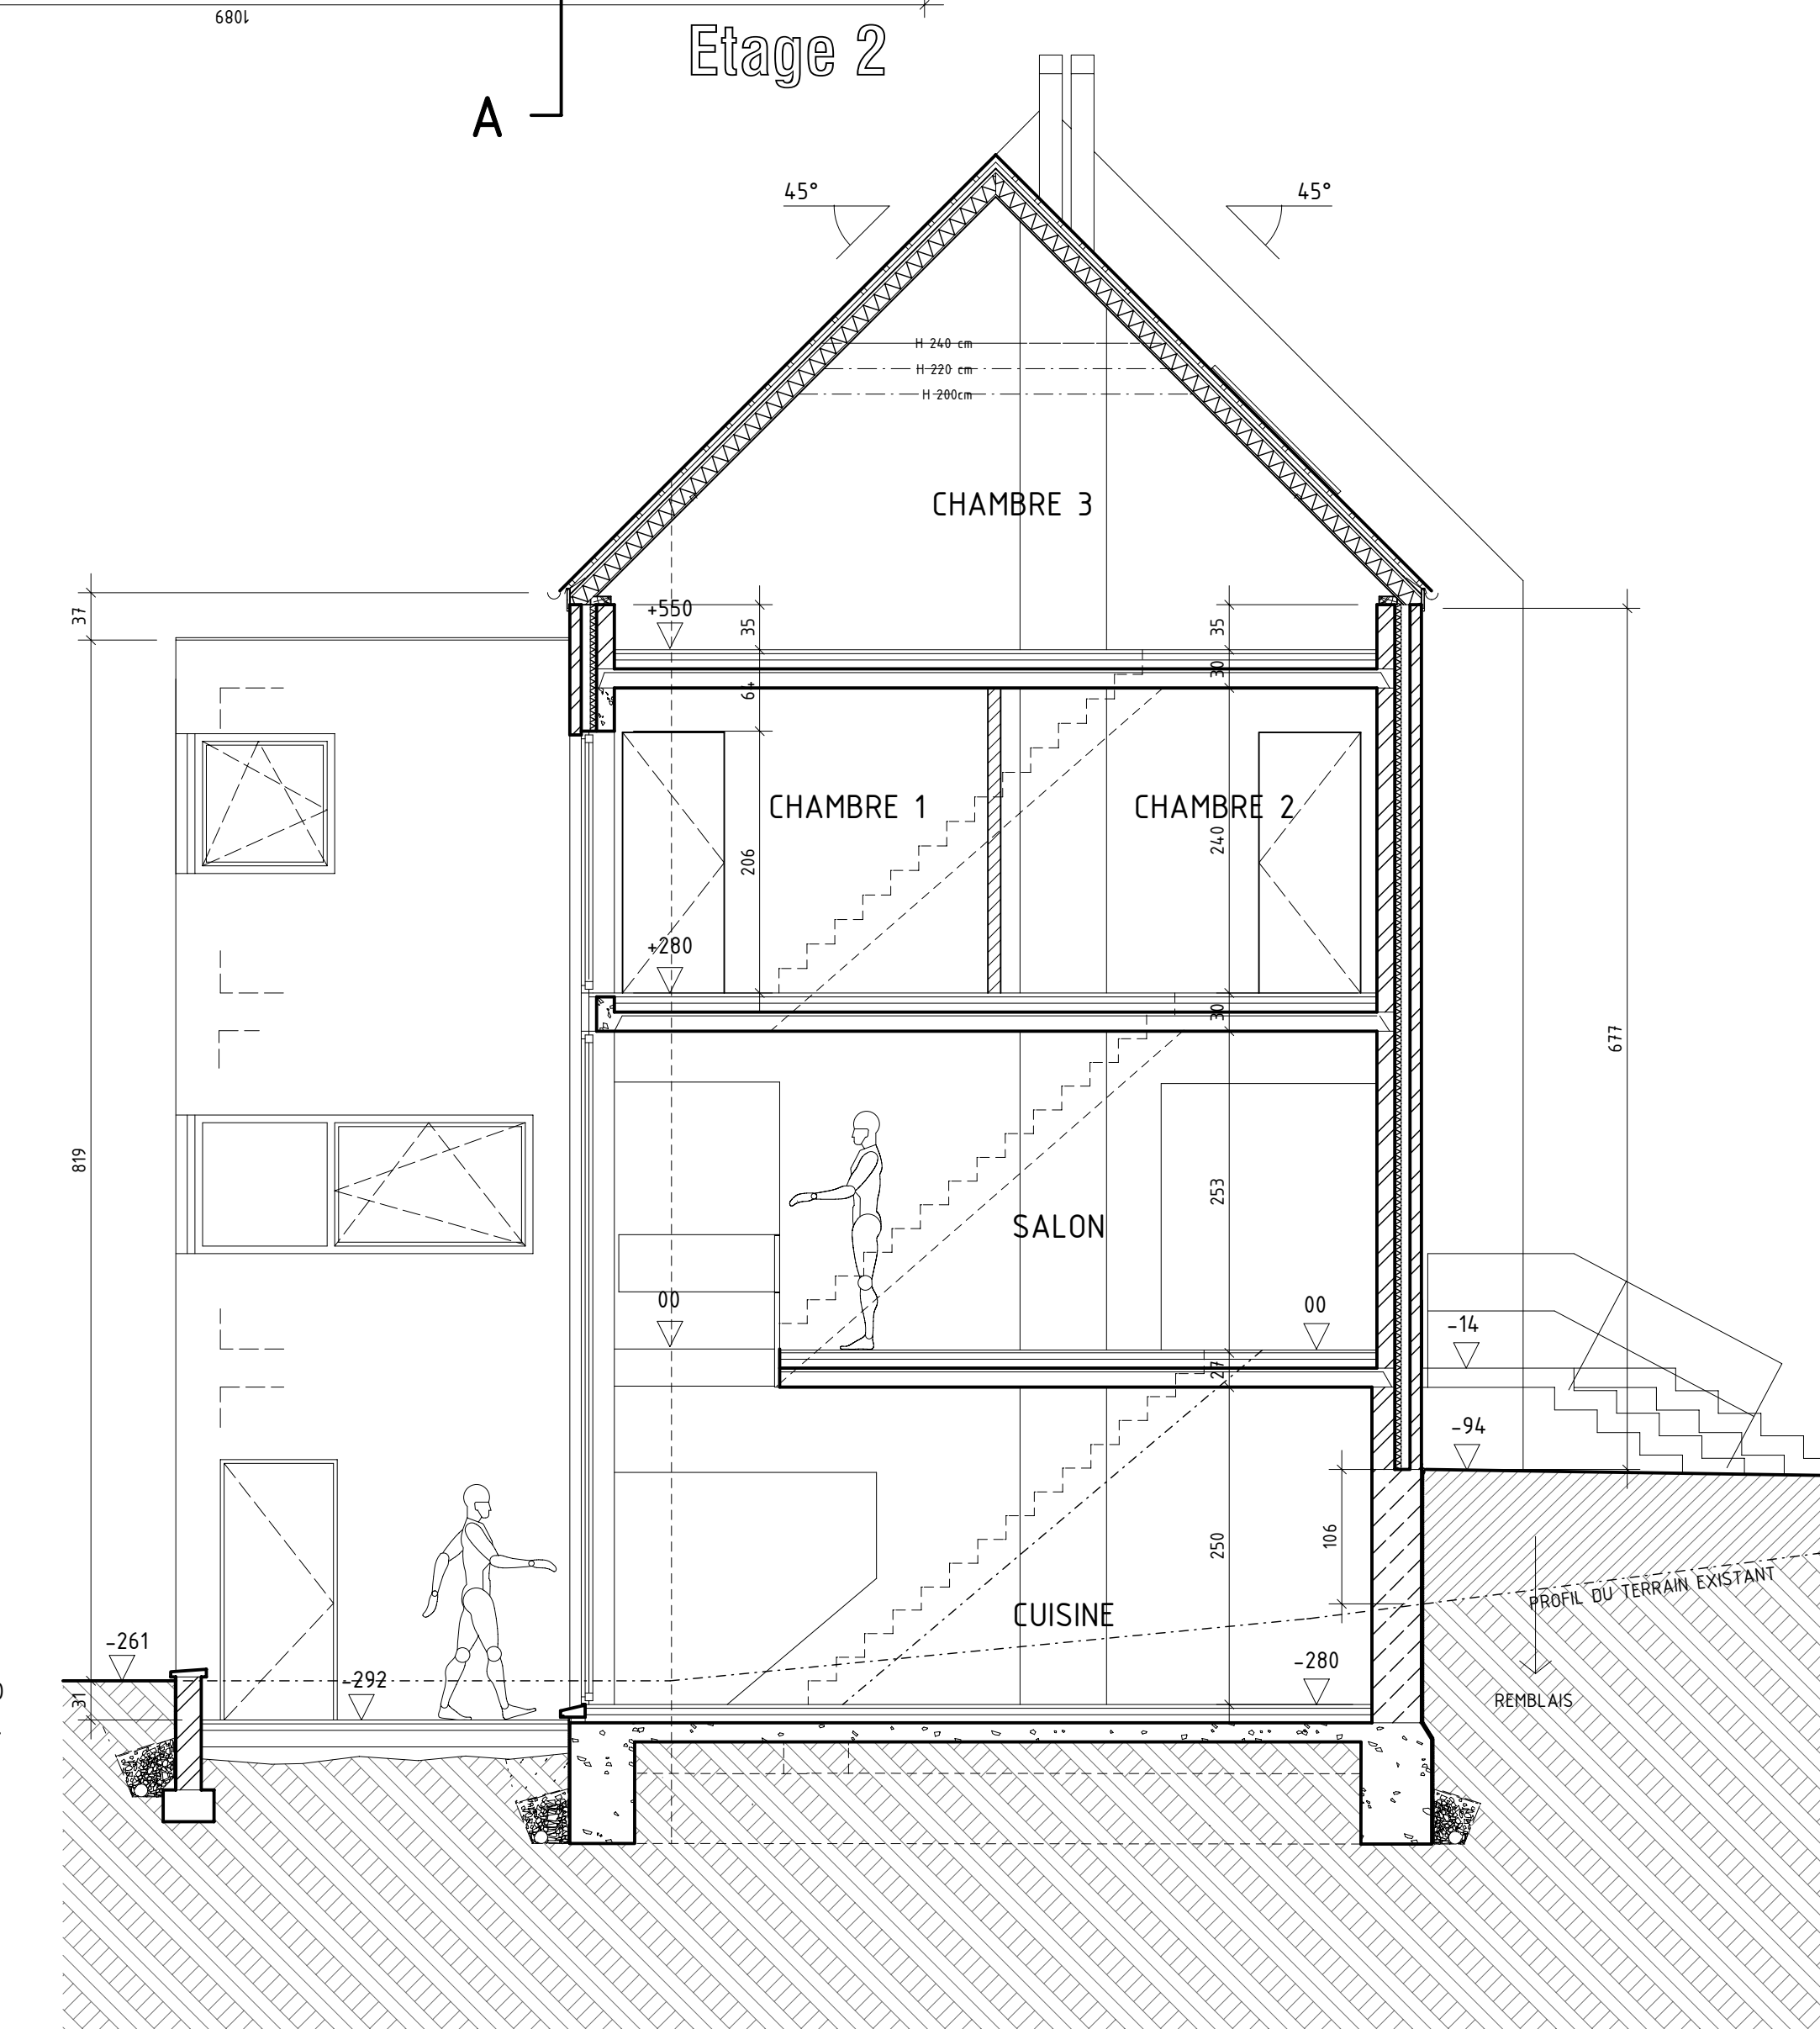 1089
Etage 2
A
45°
45°
H 240 cm
H 220 cm
H 200cm
CHAMBRE 3
37
+550
35
35
30
64
CHAMBRE 1
CHAMBRE 2
240
206
+280
30
677
819
253
SALON
00
00
-14
27
-94
250
106
PROFIL DU TERRAIN EXISTANT
CUISINE
-261
-292
-280
31
REMBLAIS